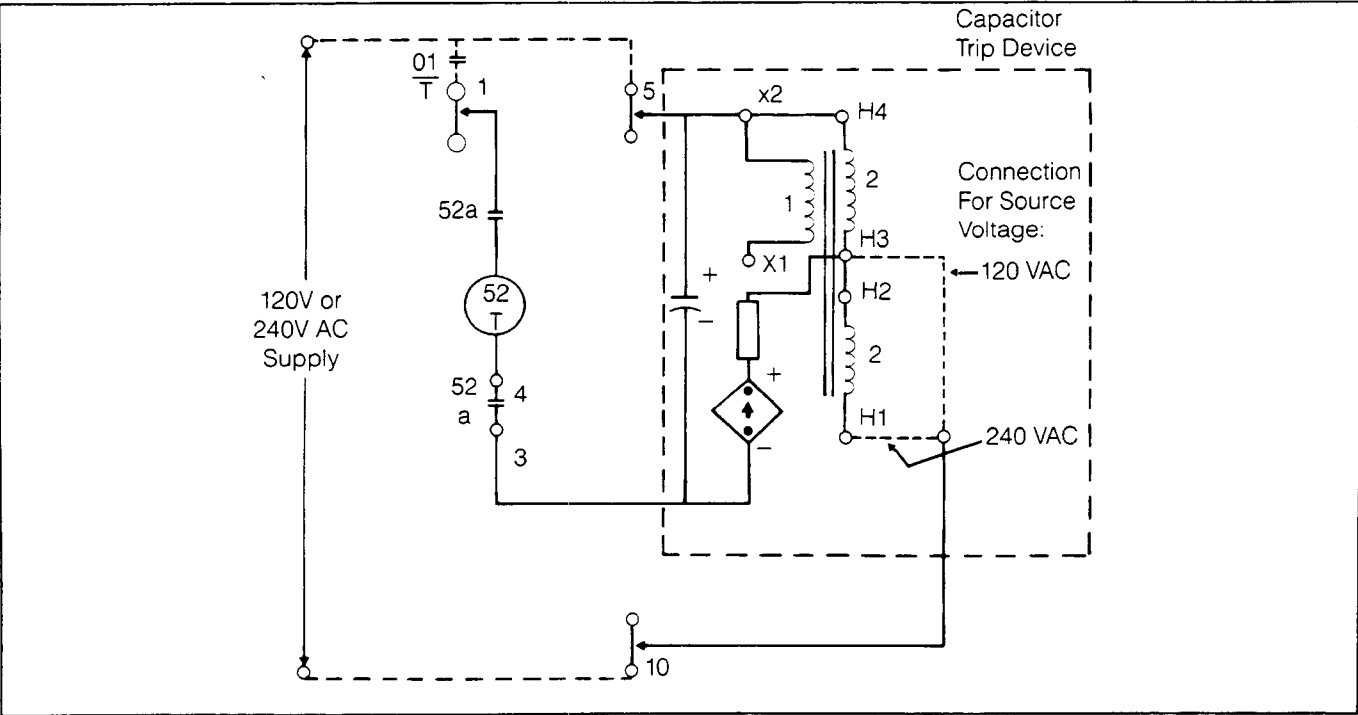 Capacitor
Trip Device
01
T
1
5
x2
H4
52a
1
2
Connection
For Source
Voltage:
H3
X1
120 VAC
+
−
H2
120V or
240V AC
Supply
52
T
2
+
52
a
4
H1
240 VAC
−
3
10